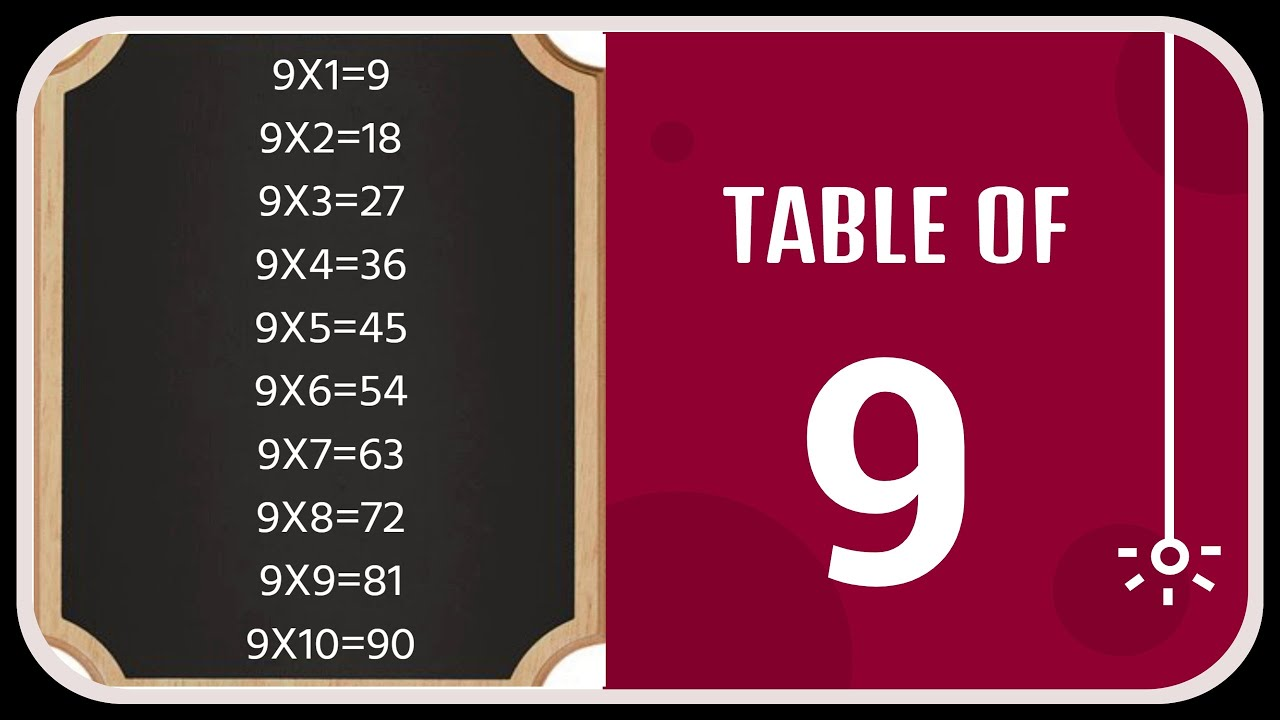 9X1=9
9X2=18
9X3=27
9X4=36
9X5=45
9X6=54
9X7=63
9X8=72
9X9=81
9X10=90
TABLE OF
9